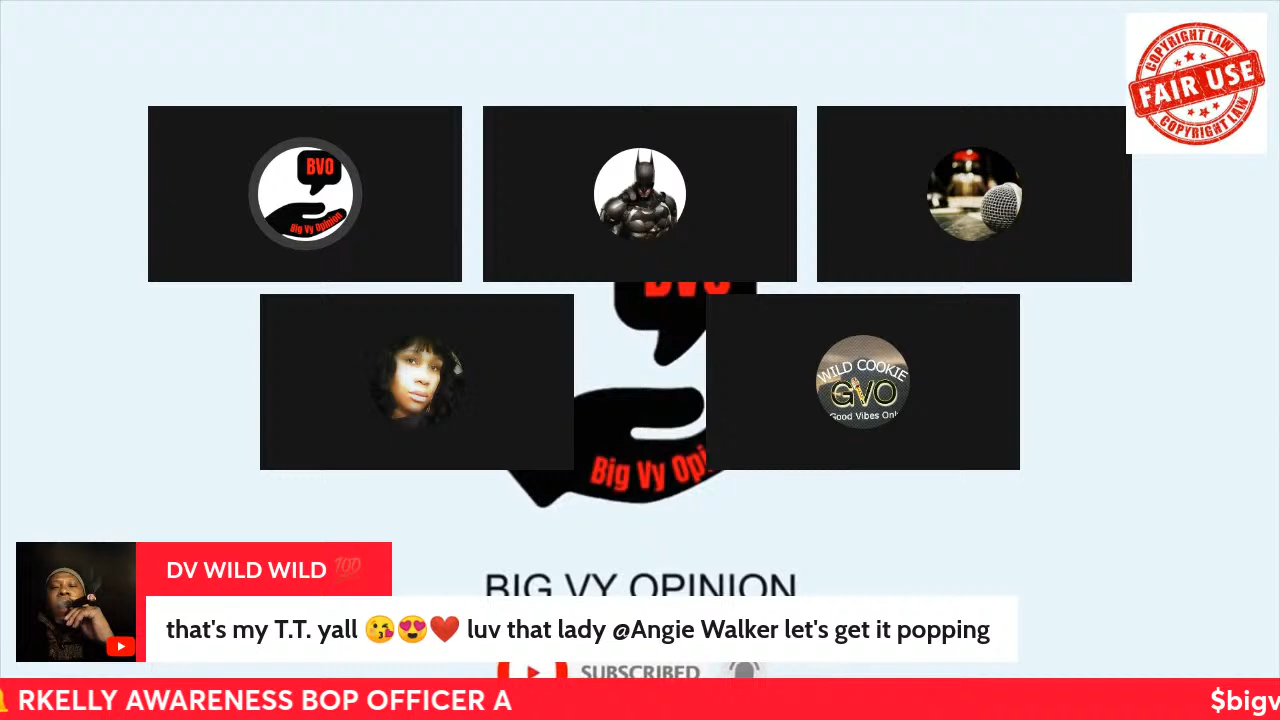 COPYRIGHT LAW
FAIR USE
COPYRIGHT LAW
BVO
Big Vy Opinion
WILD COOKIE
GVO
Good Vibes Onl
BVO
Big Vy Opi
BIG VY OPINION
DV WILD WILD 💯
that's my T.T. yall 😘😍❤️ luv that lady @Angie Walker let's get it popping
SUBSCRIBED
RKELLY AWARENESS BOP OFFICER A
$bigv